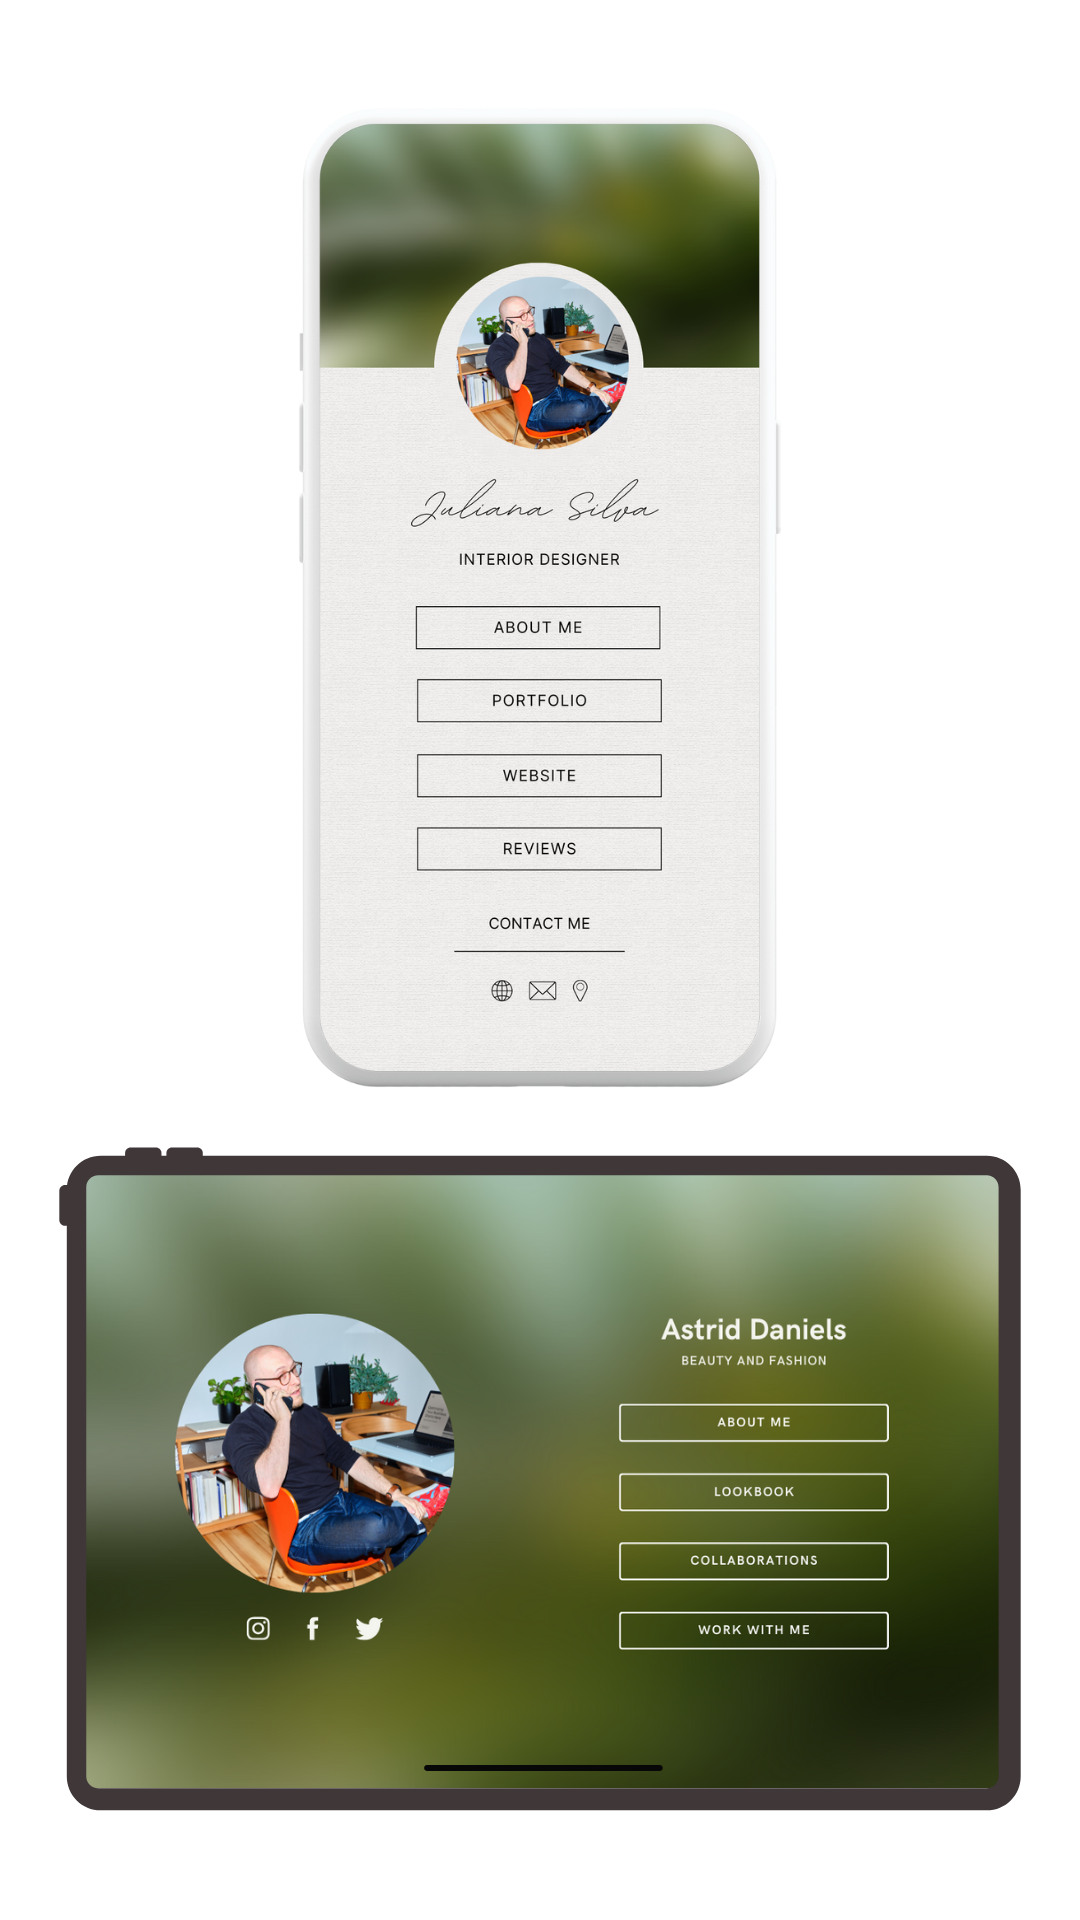 Juliana Silva
INTERIOR DESIGNER
ABOUT ME
PORTFOLIO
WEBSITE
REVIEWS
CONTACT ME
Astrid Daniels
BEAUTY AND FASHION
ABOUT ME
LOOKBOOK
COLLABORATIONS
WORK WITH ME